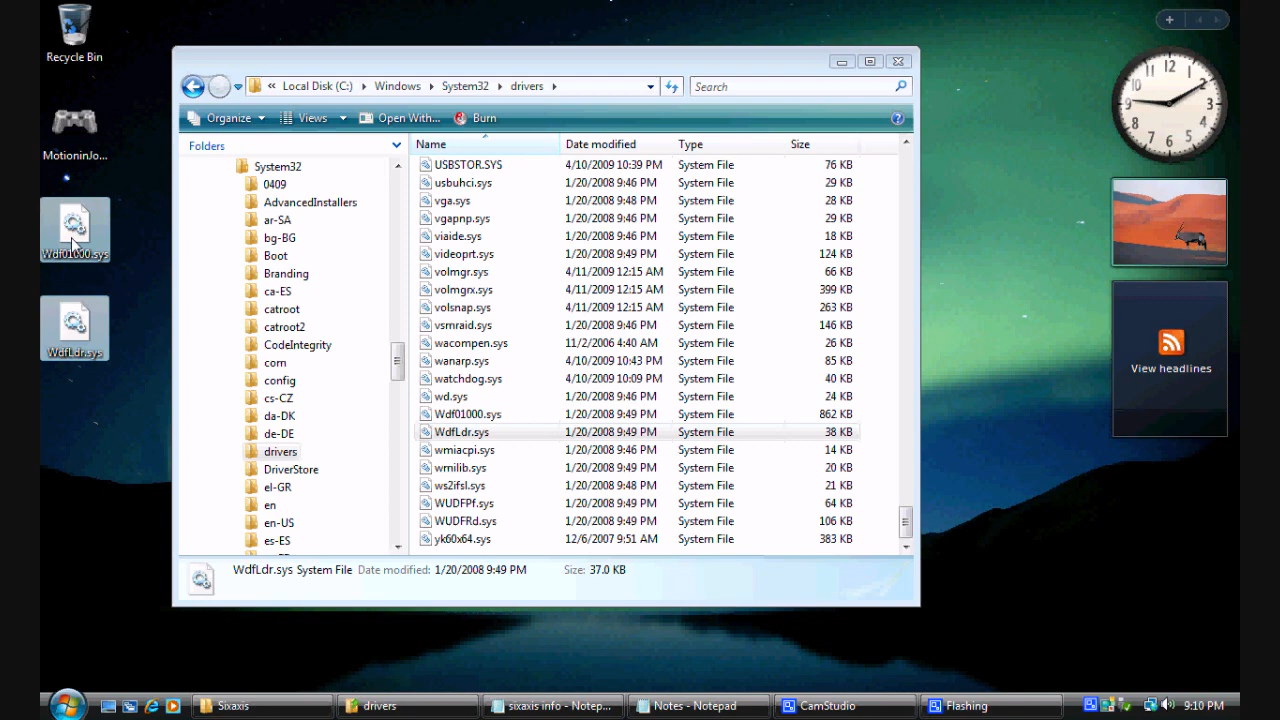 Recycle Bin
MotioninJo...
Wdf01000.sys
WdfLdr.sys
« Local Disk (C:) Windows System32 drivers
Search
Organize Views Open With... Burn
Folders
System32
0409
AdvancedInstallers
ar-SA
bg-BG
Boot
Branding
ca-ES
catroot
catroot2
CodeIntegrity
com
config
cs-CZ
da-DK
de-DE
drivers
DriverStore
el-GR
en
en-US
es-ES
Name Date modified Type Size
USBSTOR.SYS 4/10/2009 10:39 PM System File 76 KB
usbuhci.sys 1/20/2008 9:46 PM System File 29 KB
vga.sys 1/20/2008 9:48 PM System File 28 KB
vgapnp.sys 1/20/2008 9:48 PM System File 29 KB
viaide.sys 1/20/2008 9:46 PM System File 18 KB
videoprt.sys 1/20/2008 9:48 PM System File 124 KB
volmgr.sys 4/11/2009 12:15 AM System File 66 KB
volmgrx.sys 4/11/2009 12:15 AM System File 399 KB
volsnap.sys 4/11/2009 12:15 AM System File 263 KB
vsmraid.sys 1/20/2008 9:46 PM System File 146 KB
wacompen.sys 11/2/2006 4:40 AM System File 26 KB
wanarp.sys 4/10/2009 10:43 PM System File 85 KB
watchdog.sys 4/10/2009 10:09 PM System File 40 KB
wd.sys 1/20/2008 9:46 PM System File 24 KB
Wdf01000.sys 1/20/2008 9:49 PM System File 862 KB
WdfLdr.sys 1/20/2008 9:49 PM System File 38 KB
wmiacpi.sys 1/20/2008 9:46 PM System File 14 KB
wmilib.sys 1/20/2008 9:49 PM System File 20 KB
ws2ifsl.sys 1/20/2008 9:48 PM System File 21 KB
WUDFPf.sys 1/20/2008 9:49 PM System File 64 KB
WUDFRd.sys 1/20/2008 9:49 PM System File 106 KB
yk60x64.sys 12/6/2007 9:51 AM System File 383 KB
WdfLdr.sys System File Date modified: 1/20/2008 9:49 PM Size: 37.0 KB
12
1
2
3
4
5
6
7
8
9
10
11
View headlines
Sixaxis drivers sixaxis info - Notep... Notes - Notepad CamStudio Flashing 9:10 PM